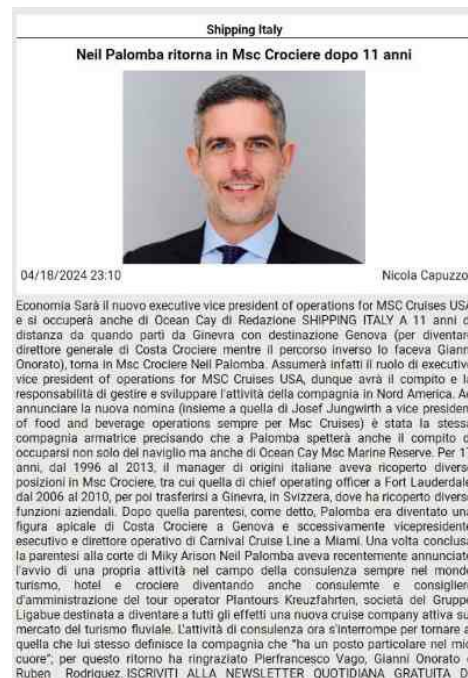 Shipping Italy
Neil Palomba ritorna in Msc Crociere dopo 11 anni
04/18/2024 23:10 Nicola Capuzzo
Economia Sarà il nuovo executive vice president of operations for MSC Cruises USA
e si occuperà anche di Ocean Cay di Redazione SHIPPING ITALY A 11 anni di
distanza da quando partì da Ginevra con destinazione Genova (per diventare
direttore generale di Costa Crociere mentre il percorso inverso lo faceva Gianni
Onorato), torna in Msc Crociere Neil Palomba. Assumerà infatti il ruolo di executive
vice president of operations for MSC Cruises USA, dunque avrà il compito e la
responsabilità di gestire e sviluppare l'attività della compagnia in Nord America. Ad
annunciare la nuova nomina (insieme a quella di Josef Jungwirth a vice president
of food and beverage operations sempre per Msc Cruises) è stata la stessa
compagnia armatrice precisando che a Palomba spetterà anche il compito di
occuparsi non solo del naviglio ma anche di Ocean Cay Msc Marine Reserve. Per 17
anni, dal 1996 al 2013, il manager di origini italiane aveva ricoperto diverse
posizioni in Msc Crociere, tra cui quella di chief operating officer a Fort Lauderdale
dal 2006 al 2010, per poi trasferirsi a Ginevra, in Svizzera, dove ha ricoperto diverse
funzioni aziendali. Dopo quella parentesi, come detto, Palomba era diventato una
figura apicale di Costa Crociere a Genova e sccessivamente vicepresidente
esecutivo e direttore operativo di Carnival Cruise Line a Miami. Una volta conclusa
la parentesi alla corte di Miky Arison Neil Palomba aveva recentemente annunciato
l'avvio di una propria attività nel campo della consulenza sempre nel mondo
turismo, hotel e crociere diventando anche consulemte e consigliere
d'amministrazione del tour operator Plantours Kreuzfahrten, società del Gruppo
Ligabue destinata a diventare a tutti gli effetti una nuova cruise company attiva sul
mercato del turismo fluviale. L'attività di consulenza ora s'interrompe per tornare a
quella che lui stesso definisce la compagnia che "ha un posto particolare nel mio
cuore"; per questo ritorno ha ringraziato Pierfrancesco Vago, Gianni Onorato e
Ruben Rodriguez. ISCRIVITI ALLA NEWSLETTER QUOTIDIANA GRATUITA DI